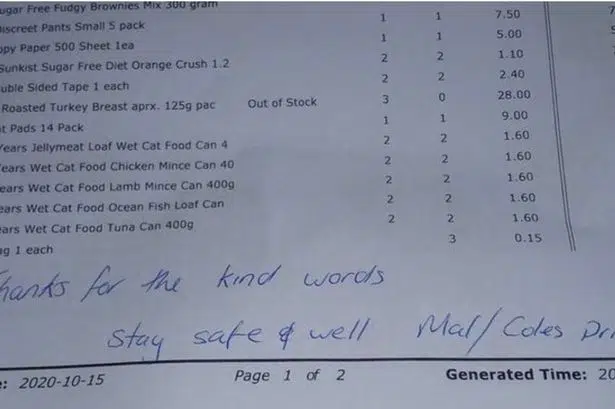 ugar Free Fudgy Brownies Mix 300 gram
iscreet Pants Small 5 pack 1 1 7.50
opy Paper 500 Sheet 1ea 1 1 5.00
Sunkist Sugar Free Diet Orange Crush 1.2 2 2 1.10
uble Sided Tape 1 each 2 2 2.40
Roasted Turkey Breast aprx. 125g pac Out of Stock 3 0 28.00
t Pads 14 Pack 1 1 9.00
Years Jellymeat Loaf Wet Cat Food Can 4 2 2 1.60
ears Wet Cat Food Chicken Mince Can 40 2 2 1.60
ears Wet Cat Food Lamb Mince Can 400g 2 2 1.60
ears Wet Cat Food Ocean Fish Loaf Can 2 2 1.60
ars Wet Cat Food Tuna Can 400g 2 2 1.60
ag 1 each 3 0.15
Thanks for the kind words
Stay safe & well Mal/Coles Dri
e: 2020-10-15 Page 1 of 2 Generated Time: 20